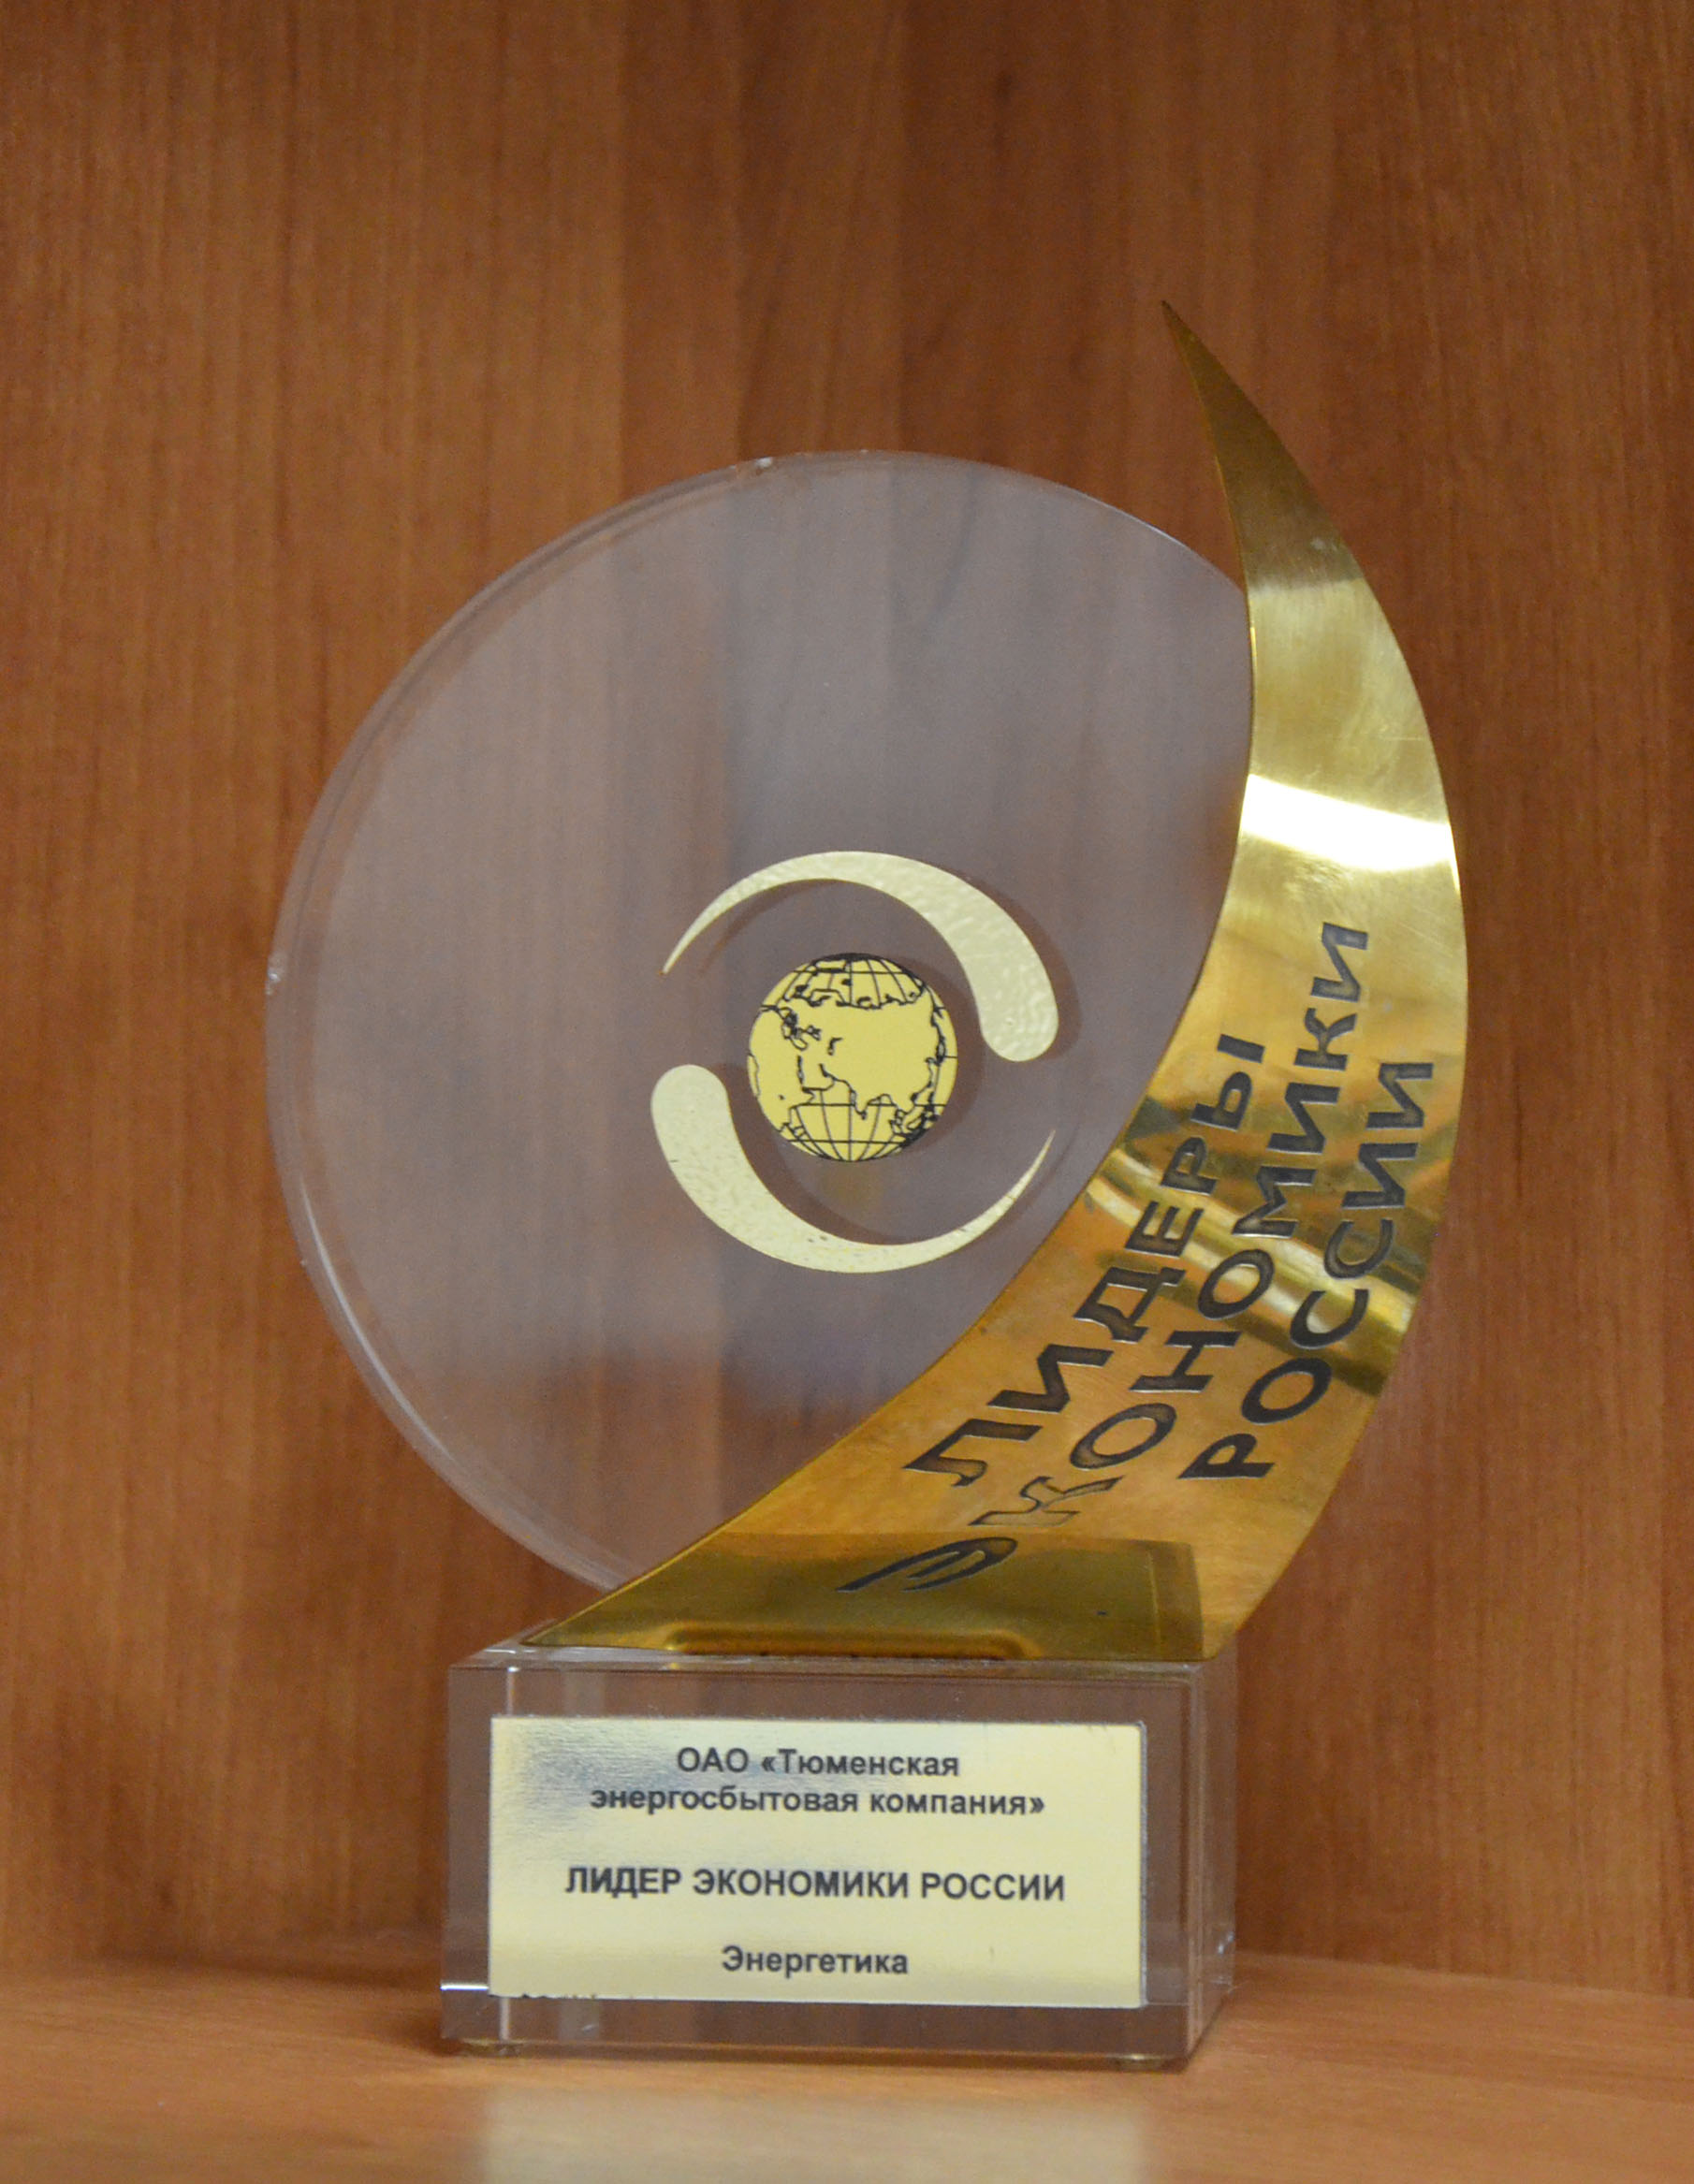 ЛИДЕРЫ
ЭКОНОМИКИ
РОССИИ
ОАО «Тюменская
энергосбытовая компания»
ЛИДЕР ЭКОНОМИКИ РОССИИ
Энергетика